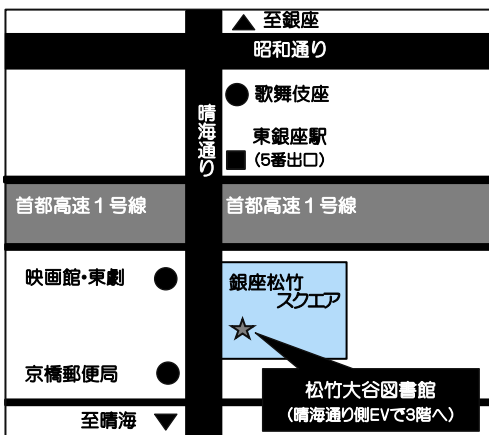 ▲ 至銀座
昭和通り
晴海通り
● 歌舞伎座
東銀座駅
■ (5番出口)
首都高速1号線
首都高速1号線
映画館・東劇 ●
銀座松竹
スクエア
☆
京橋郵便局 ●
松竹大谷図書館
(晴海通り側EVで3階へ)
至晴海 ▼